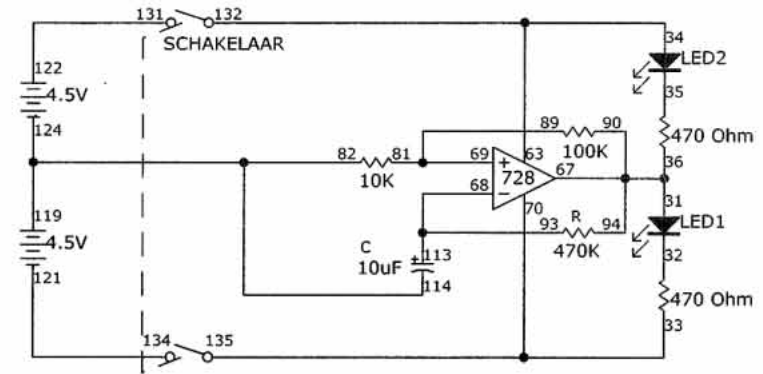 131 132
SCHAKELAAR
34
LED2
122
4.5V
35
124
89 90
470 Ohm
82 81
69 + 63
100K
36
10K
728
67
68 −
31
119
70
93 R 94
LED1
4.5V
C
470K
32
10uF
+ 113
121
114
470 Ohm
33
134 135